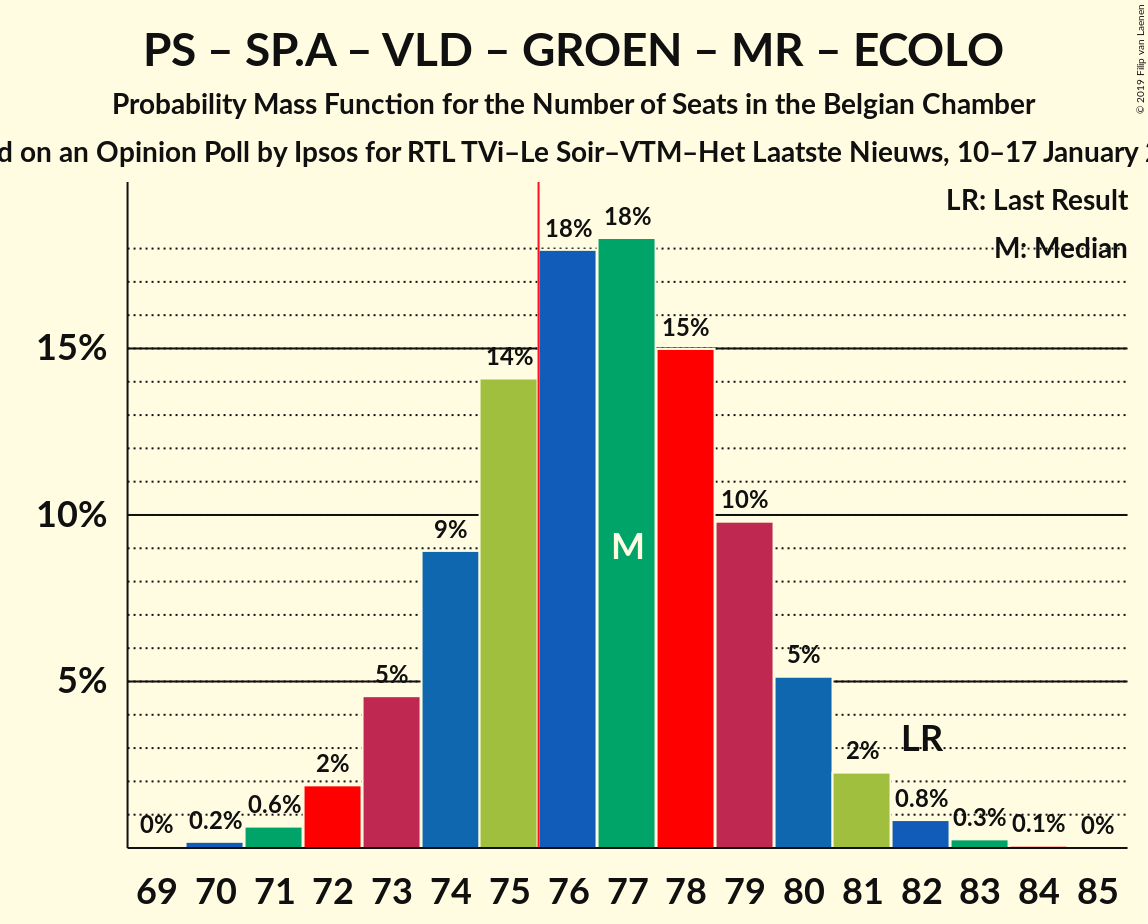 PS – SP.A – VLD – GROEN – MR – ECOLO
Probability Mass Function for the Number of Seats in the Belgian Chamber
on an Opinion Poll by Ipsos for RTL TVi–Le Soir–VTM–Het Laatste Nieuws, 10–17 January
© 2019 Filip van Laenen
LR: Last Result
M: Median
15%
10%
5%
0%
0.2%
0.6%
2%
5%
9%
14%
18%
18%
15%
10%
5%
2%
0.8%
0.3%
0.1%
0%
M
LR
69 70 71 72 73 74 75 76 77 78 79 80 81 82 83 84 85